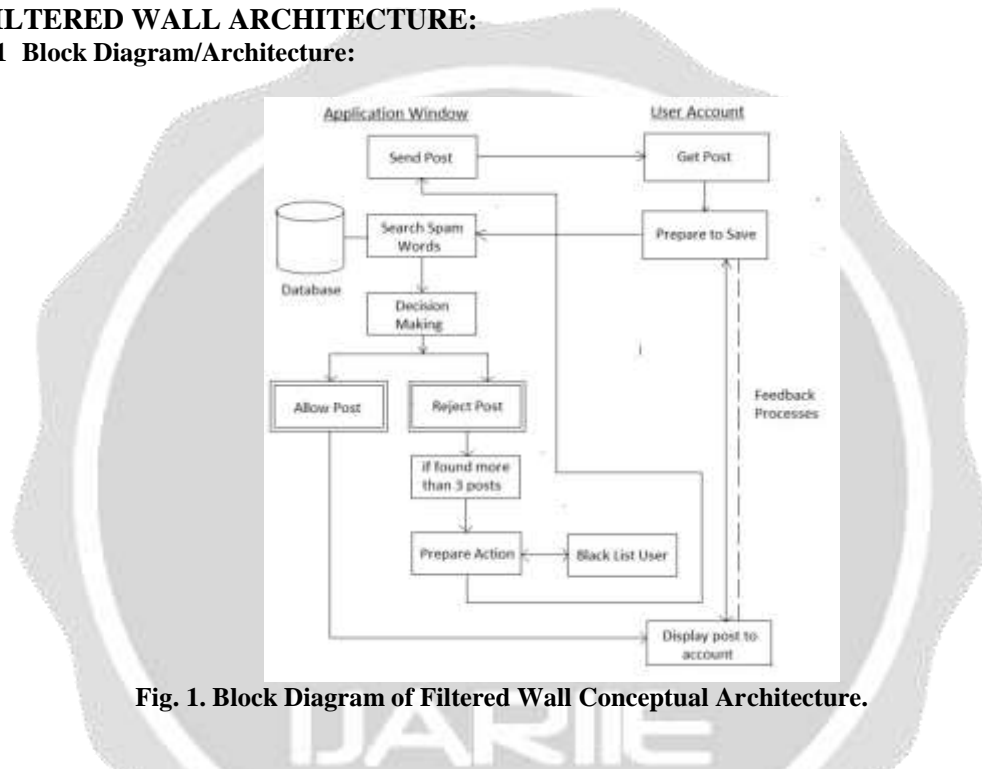 ILTERED WALL ARCHITECTURE:
1 Block Diagram/Architecture:
Application Window
User Account
Send Post
Get Post
Search Spam
Words
Prepare to Save
Database
Decision
Making
Allow Post
Reject Post
Feedback
Processes
if found more
than 3 posts
Prepare Action
Black List User
Display post to
account
Fig. 1. Block Diagram of Filtered Wall Conceptual Architecture.
IJARIIE